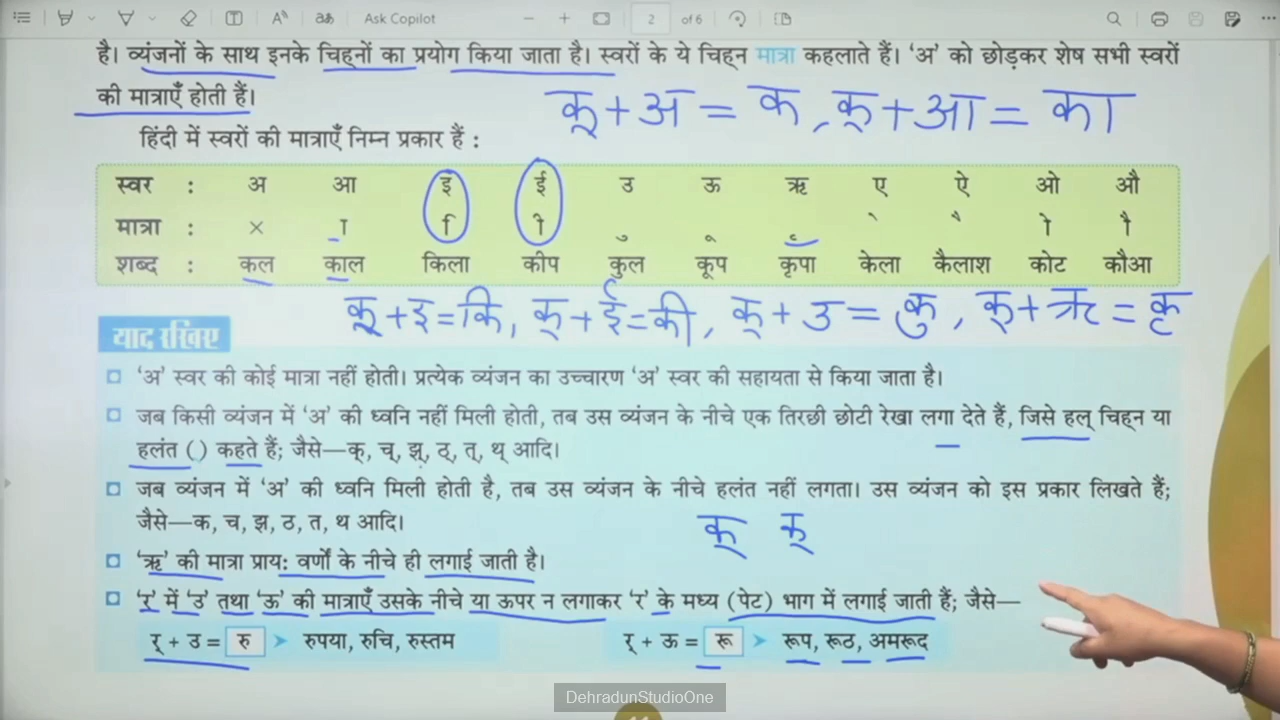 Ask Copilot
2 of 6
है। व्यंजनों के साथ इनके चिह्नों का प्रयोग किया जाता है। स्वरों के ये चिह्न मात्रा कहलाते हैं। 'अ' को छोड़कर शेष सभी स्वरों
की मात्राएँ होती हैं।
क् + अ = क, क् + आ = का
हिंदी में स्वरों की मात्राएँ निम्न प्रकार हैं :
स्वर : अ आ इ ई उ ऊ ऋ ए ऐ ओ औ
मात्रा : × ा ि ी ु ू ृ े ै ो ौ
शब्द : कल काल किला कीप कुल कूप कृपा केला कैलाश कोट कौआ
क् + इ = कि, क् + ई = की, क् + उ = कु, क् + ऋ = कृ
याद रखिए
'अ' स्वर की कोई मात्रा नहीं होती। प्रत्येक व्यंजन का उच्चारण 'अ' स्वर की सहायता से किया जाता है।
जब किसी व्यंजन में 'अ' की ध्वनि नहीं मिली होती, तब उस व्यंजन के नीचे एक तिरछी छोटी रेखा लगा देते हैं, जिसे हल् चिह्न या
हलंत (्) कहते हैं; जैसे—क्, च्, झ्, ठ्, त्, थ् आदि।
जब व्यंजन में 'अ' की ध्वनि मिली होती है, तब उस व्यंजन के नीचे हलंत नहीं लगता। उस व्यंजन को इस प्रकार लिखते हैं;
जैसे—क, च, झ, ठ, त, थ आदि।
क् क्
'ऋ' की मात्रा प्राय: वर्णों के नीचे ही लगाई जाती है।
'र्' में 'उ' तथा 'ऊ' की मात्राएँ उसके नीचे या ऊपर न लगाकर 'र' के मध्य (पेट) भाग में लगाई जाती हैं; जैसे—
र् + उ = रु रुपया, रुचि, रुस्तम र् + ऊ = रू रूप, रूठ, अमरूद
DehradunStudioOne